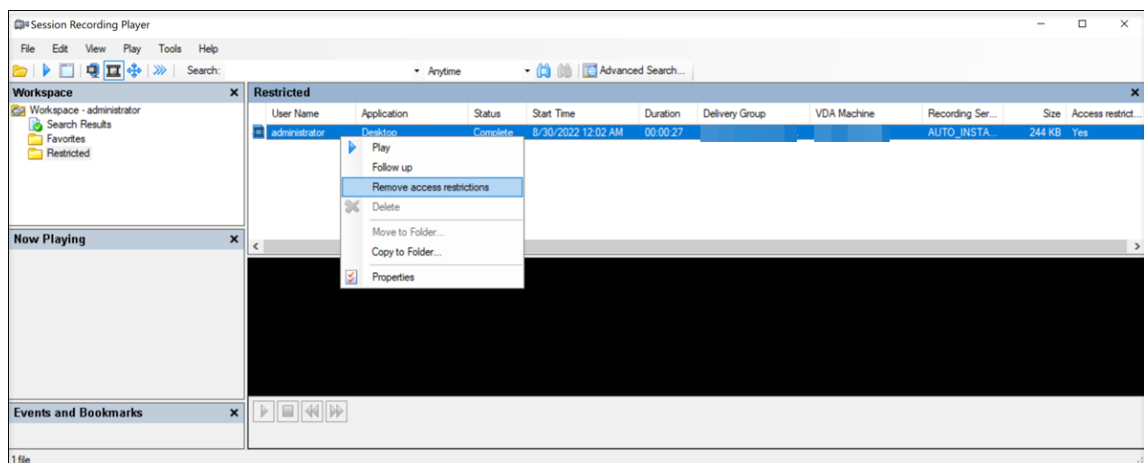 Session Recording Player
File Edit View Play Tools Help
Search: Anytime Advanced Search...
Workspace
Workspace - administrator
Search Results
Favorites
Restricted
Now Playing
Events and Bookmarks
Restricted
User Name Application Status Start Time Duration Delivery Group VDA Machine Recording Ser... Size Access restrict...
administrator Desktop Complete 8/30/2022 12:02 AM 00:00:27 AUTO_INSTA... 244 KB Yes
Play
Follow up
Remove access restrictions
Delete
Move to Folder...
Copy to Folder...
Properties
1 file